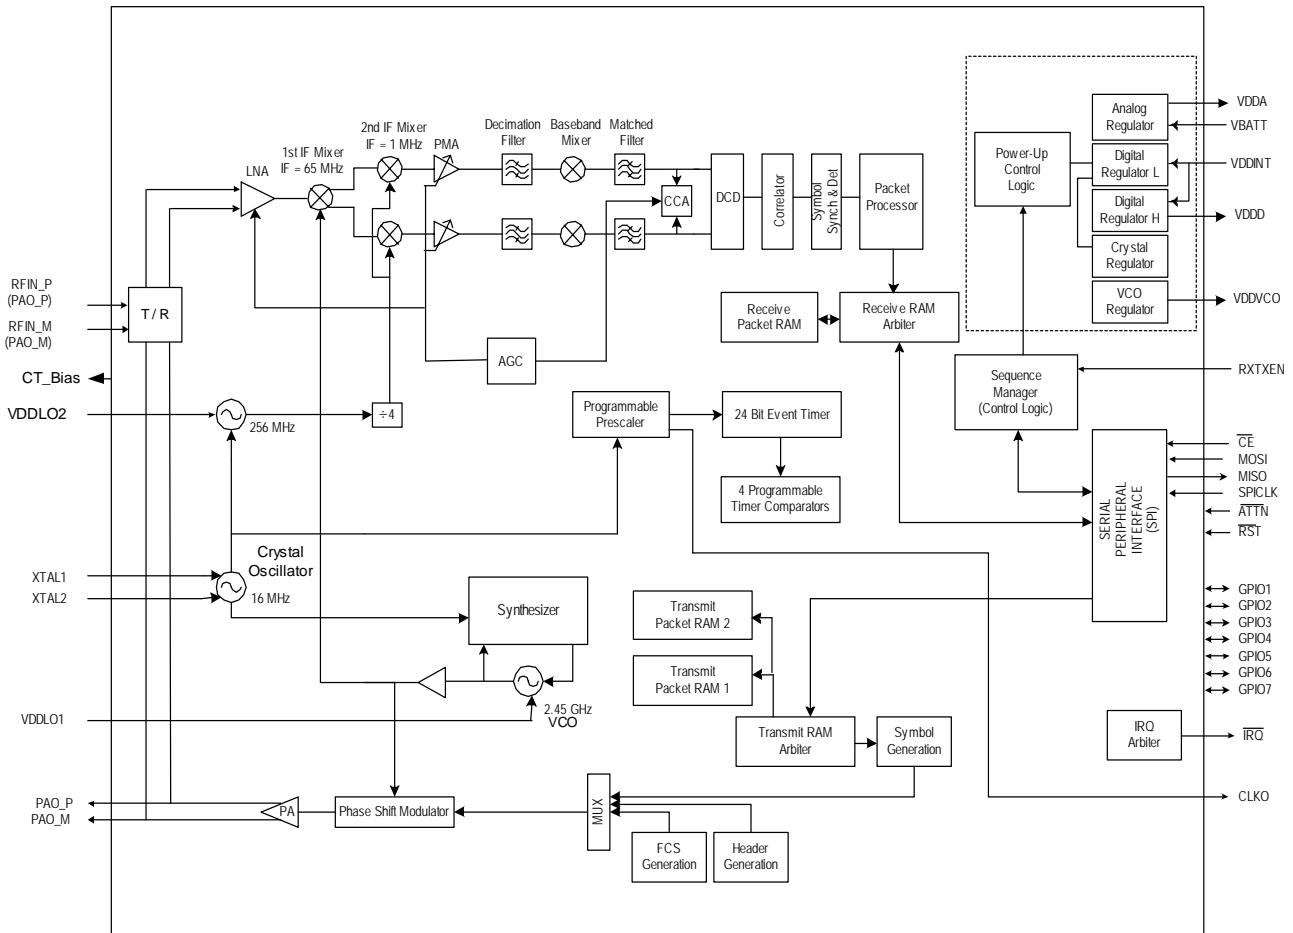 Analog
Regulator
VDDA
VBATT
2nd IF Mixer
IF = 1 MHz
PMA
Decimation
Filter
Baseband
Mixer
Matched
Filter
1st IF Mixer
IF = 65 MHz
LNA
CCA
DCD
Correlator
Symbol
Synch & Det
Packet
Processor
Power-Up
Control
Logic
Digital
Regulator L
VDDINT
Digital
Regulator H
VDDD
Crystal
Regulator
VCO
Regulator
VDDVCO
RFIN_P
(PAO_P)
RFIN_M
(PAO_M)
T / R
Receive
Packet RAM
Receive RAM
Arbiter
AGC
CT_Bias
Sequence
Manager
(Control Logic)
RXTXEN
VDDLO2
256 MHz
÷4
Programmable
Prescaler
24 Bit Event Timer
4 Programmable
Timer Comparators
SERIAL
PERIPHERAL
INTERFACE
(SPI)
CE
MOSI
MISO
SPICLK
ATTN
RST
Crystal
Oscillator
XTAL1
XTAL2
16 MHz
Synthesizer
Transmit
Packet RAM 2
Transmit
Packet RAM 1
GPIO1
GPIO2
GPIO3
GPIO4
GPIO5
GPIO6
GPIO7
VDDLO1
2.45 GHz
VCO
Transmit RAM
Arbiter
Symbol
Generation
IRQ
Arbiter
IRQ
PAO_P
PAO_M
PA
Phase Shift Modulator
MUX
FCS
Generation
Header
Generation
CLKO